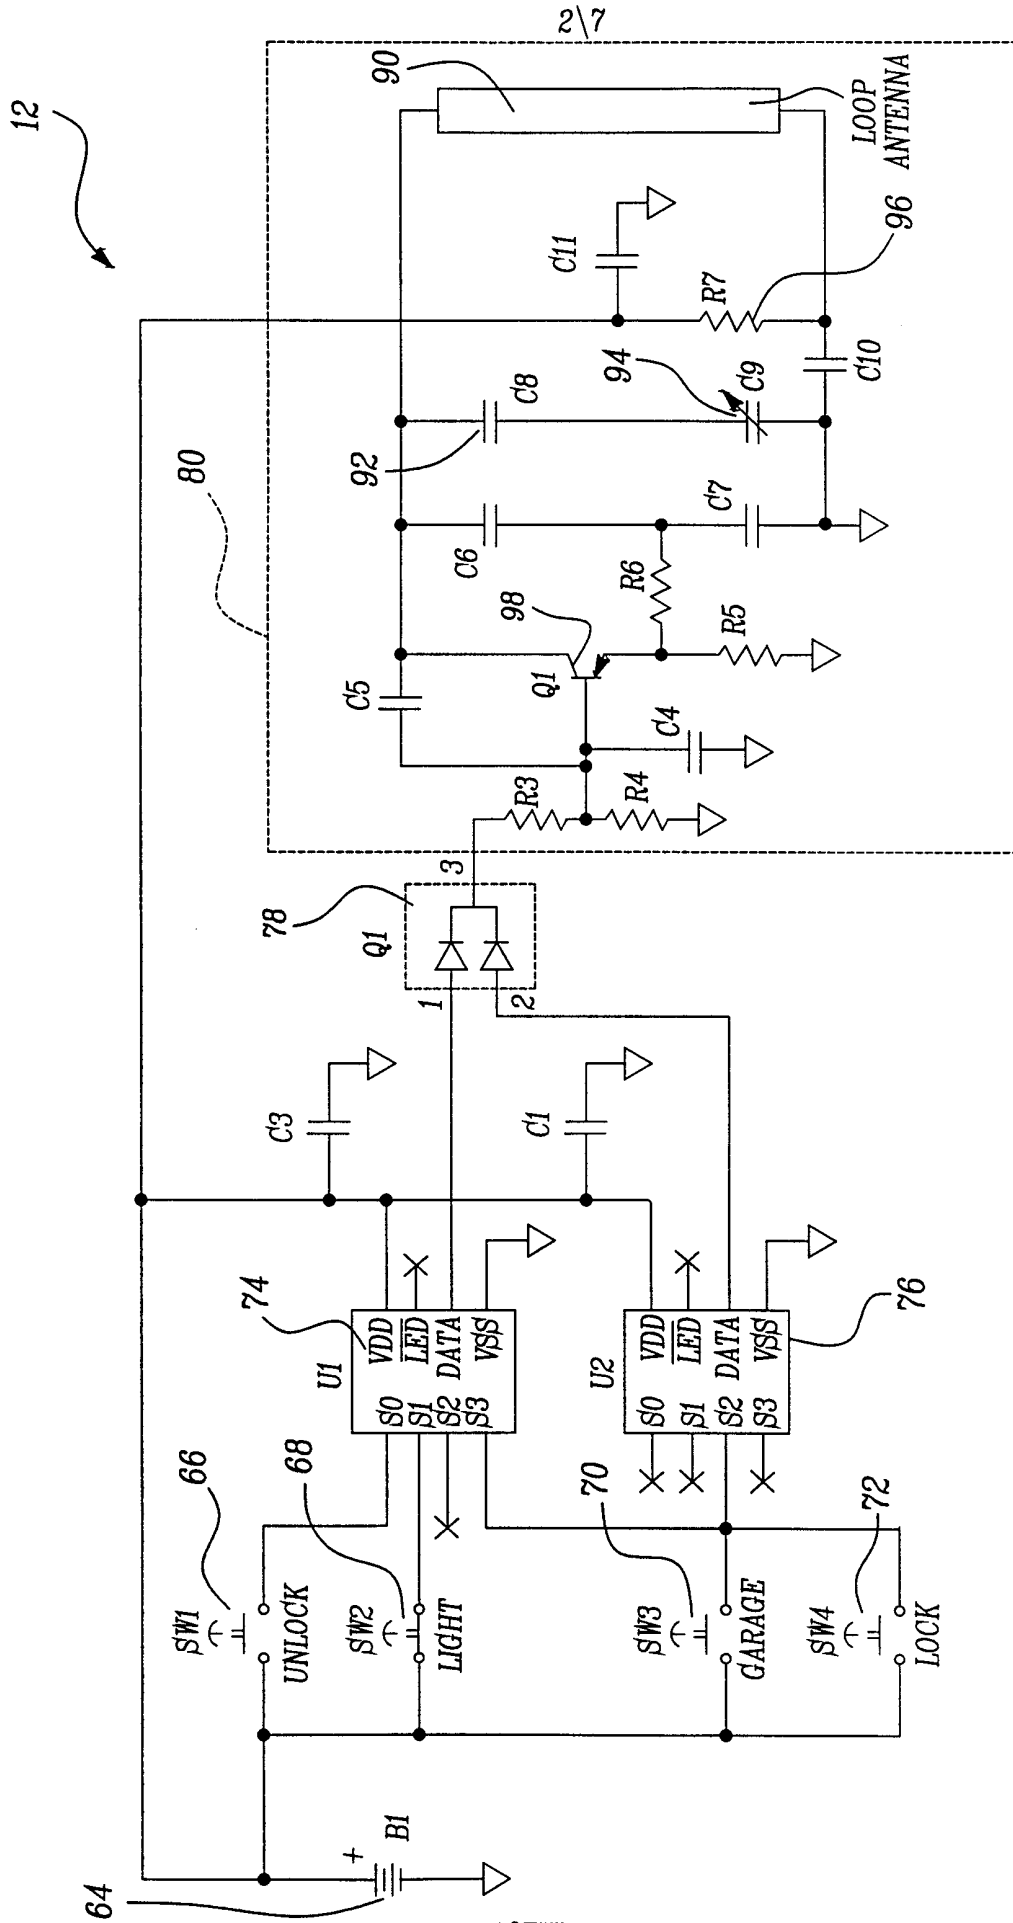 2\7
12
80
90
LOOP
ANTENNA
C11
R7
96
94
C9
C10
C8
92
C6
C7
R6
R5
98
Q1
C5
C4
R3
R4
3
78
Q1
1
2
C3
C1
74
U1
VDD
LED
DATA
VSS
S0
S1
S2
S3
76
U2
VDD
LED
DATA
VSS
S0
S1
S2
S3
66
SW1
UNLOCK
68
SW2
LIGHT
70
SW3
GARAGE
72
SW4
LOCK
64
+
B1